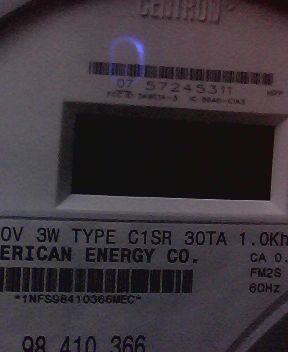 CENTRON
07 57245311
0V 3W TYPE C1SR 30TA 1.0Kh
ERICAN ENERGY CO. CA 0.
FM2S
60Hz
*1NFS98410366MEC*
98 410 366